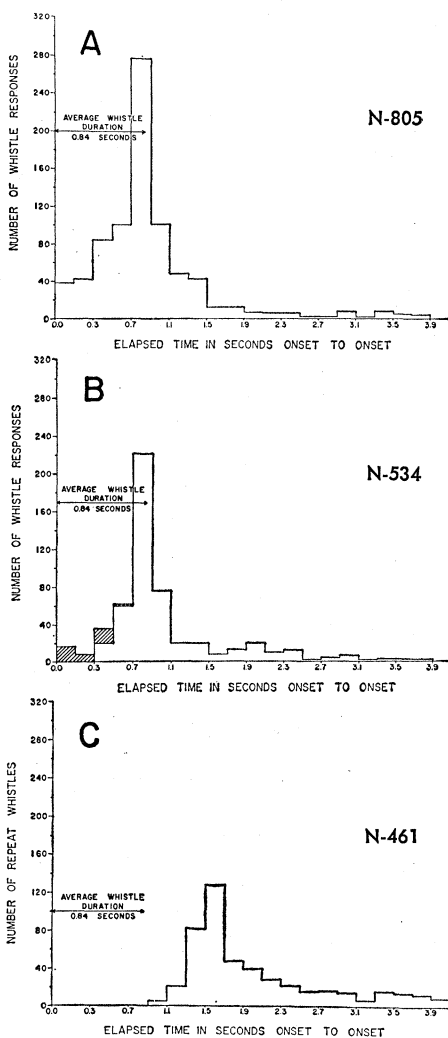 A
N-805
NUMBER OF WHISTLE RESPONSES
320
280
240
200
160
120
80
40
0
AVERAGE WHISTLE
DURATION
0.84 SECONDS
0.0 0.3 0.7 1.1 1.5 1.9 2.3 2.7 3.1 3.5 3.9
ELAPSED TIME IN SECONDS ONSET TO ONSET
B
N-534
NUMBER OF WHISTLE RESPONSES
320
280
240
200
160
120
80
40
0
AVERAGE WHISTLE
DURATION
0.84 SECONDS
0.0 0.3 0.7 1.1 1.5 1.9 2.3 2.7 3.1 3.5 3.9
ELAPSED TIME IN SECONDS ONSET TO ONSET
C
N-461
NUMBER OF REPEAT WHISTLES
320
280
240
200
160
120
80
40
0
AVERAGE WHISTLE
DURATION
0.84 SECONDS
0.0 0.3 0.7 1.1 1.5 1.9 2.3 2.7 3.1 3.5 3.9
ELAPSED TIME IN SECONDS ONSET TO ONSET